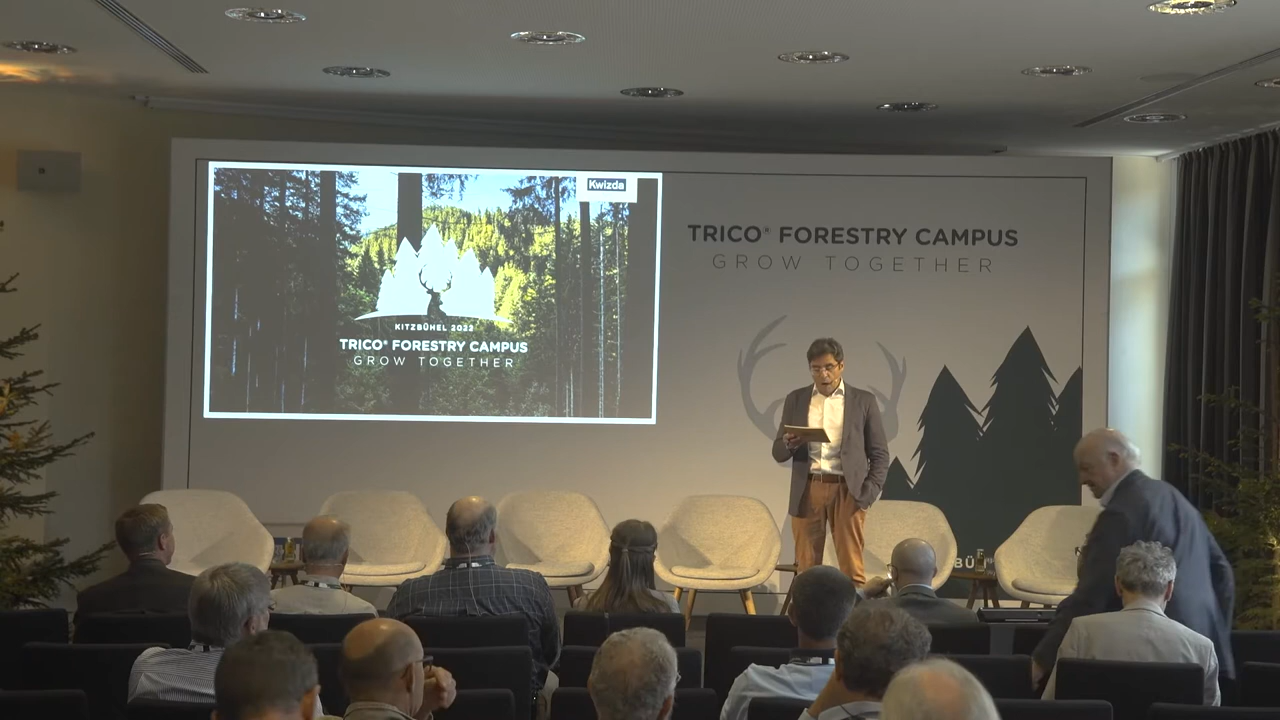 Kwizda
KITZBÜHEL 2022
TRICO® FORESTRY CAMPUS
GROW TOGETHER
TRICO® FORESTRY CAMPUS
GROW TOGETHER